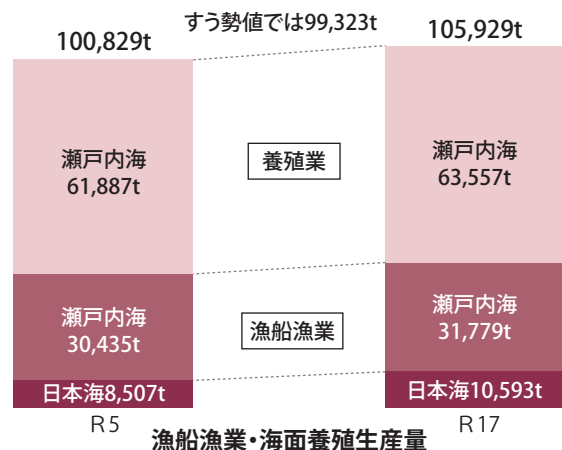 すう勢値では99,323t
100,829t
105,929t
瀬戸内海
61,887t
養殖業
瀬戸内海
63,557t
瀬戸内海
30,435t
漁船漁業
瀬戸内海
31,779t
日本海8,507t
日本海10,593t
R5
R17
漁船漁業・海面養殖生産量